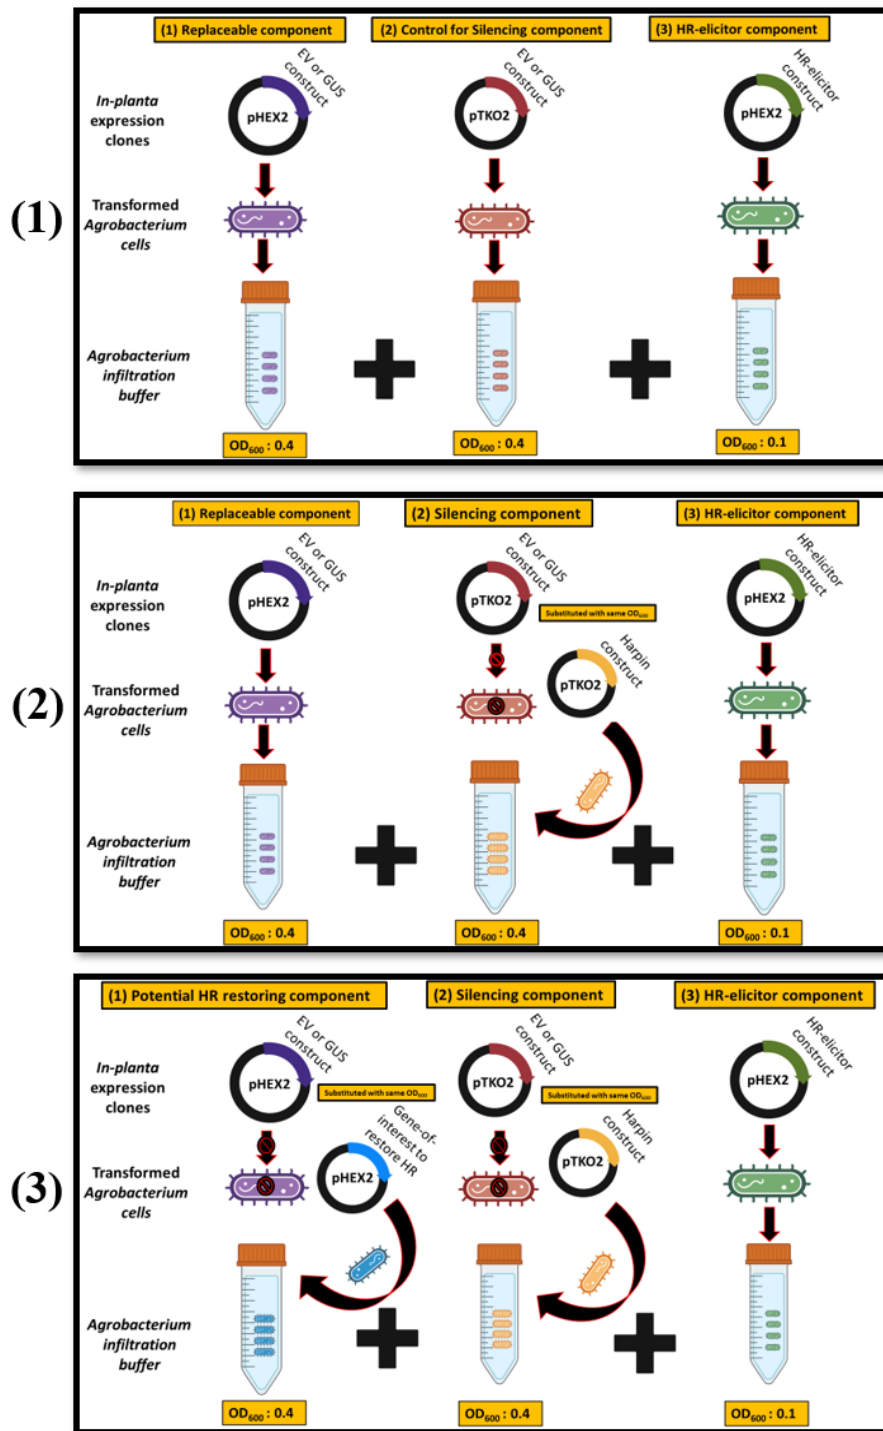 (1)
(1) Replaceable component
(2) Control for Silencing component
(3) HR-elicitor component
In-planta
expression
clones
pHEX2
EV or GUS
construct
pTKO2
EV or GUS
construct
pHEX2
HR-elicitor
construct
Transformed
Agrobacterium
cells
Agrobacterium
infiltration
buffer
OD600 : 0.4
OD600 : 0.4
OD600 : 0.1
(2)
(1) Replaceable component
(2) Silencing component
(3) HR-elicitor component
In-planta
expression
clones
pHEX2
EV or GUS
construct
pTKO2
EV or GUS
construct
Substituted with same OD600
pTKO2
Harpin
construct
pHEX2
HR-elicitor
construct
Transformed
Agrobacterium
cells
Agrobacterium
infiltration
buffer
OD600 : 0.4
OD600 : 0.4
OD600 : 0.1
(3)
(1) Potential HR restoring component
(2) Silencing component
(3) HR-elicitor component
In-planta
expression
clones
pHEX2
EV or GUS
construct
Substituted with same OD600
pHEX2
Gene-of-
interest to
restore HR
pTKO2
EV or GUS
construct
Substituted with same OD600
pTKO2
Harpin
construct
pHEX2
HR-elicitor
construct
Transformed
Agrobacterium
cells
Agrobacterium
infiltration
buffer
OD600 : 0.4
OD600 : 0.4
OD600 : 0.1